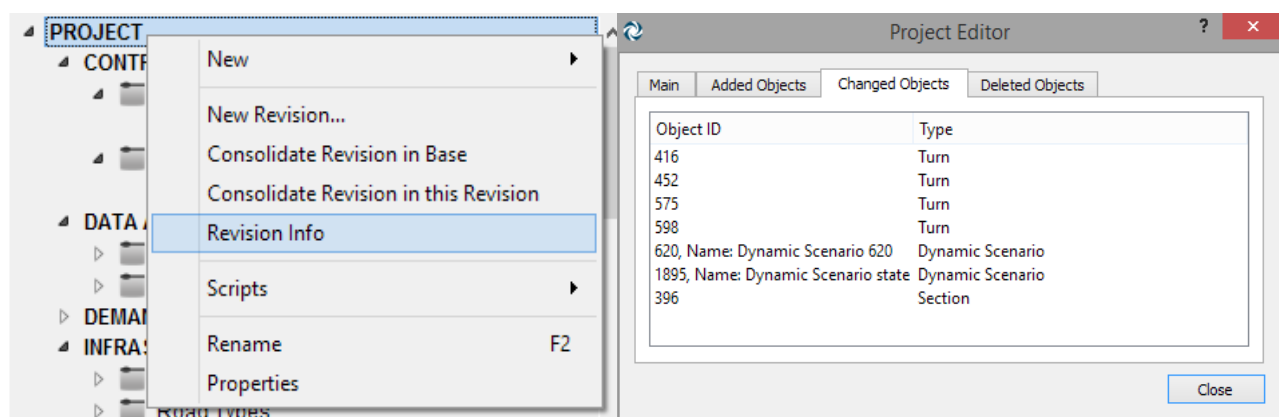 PROJECT
CONTR
DATA A
DEMAN
INFRAS
Road Types
New
New Revision...
Consolidate Revision in Base
Consolidate Revision in this Revision
Revision Info
Scripts
Rename F2
Properties
Project Editor ? ×
Main Added Objects Changed Objects Deleted Objects
Object ID Type
416 Turn
452 Turn
575 Turn
598 Turn
620, Name: Dynamic Scenario 620 Dynamic Scenario
1895, Name: Dynamic Scenario state Dynamic Scenario
396 Section
Close